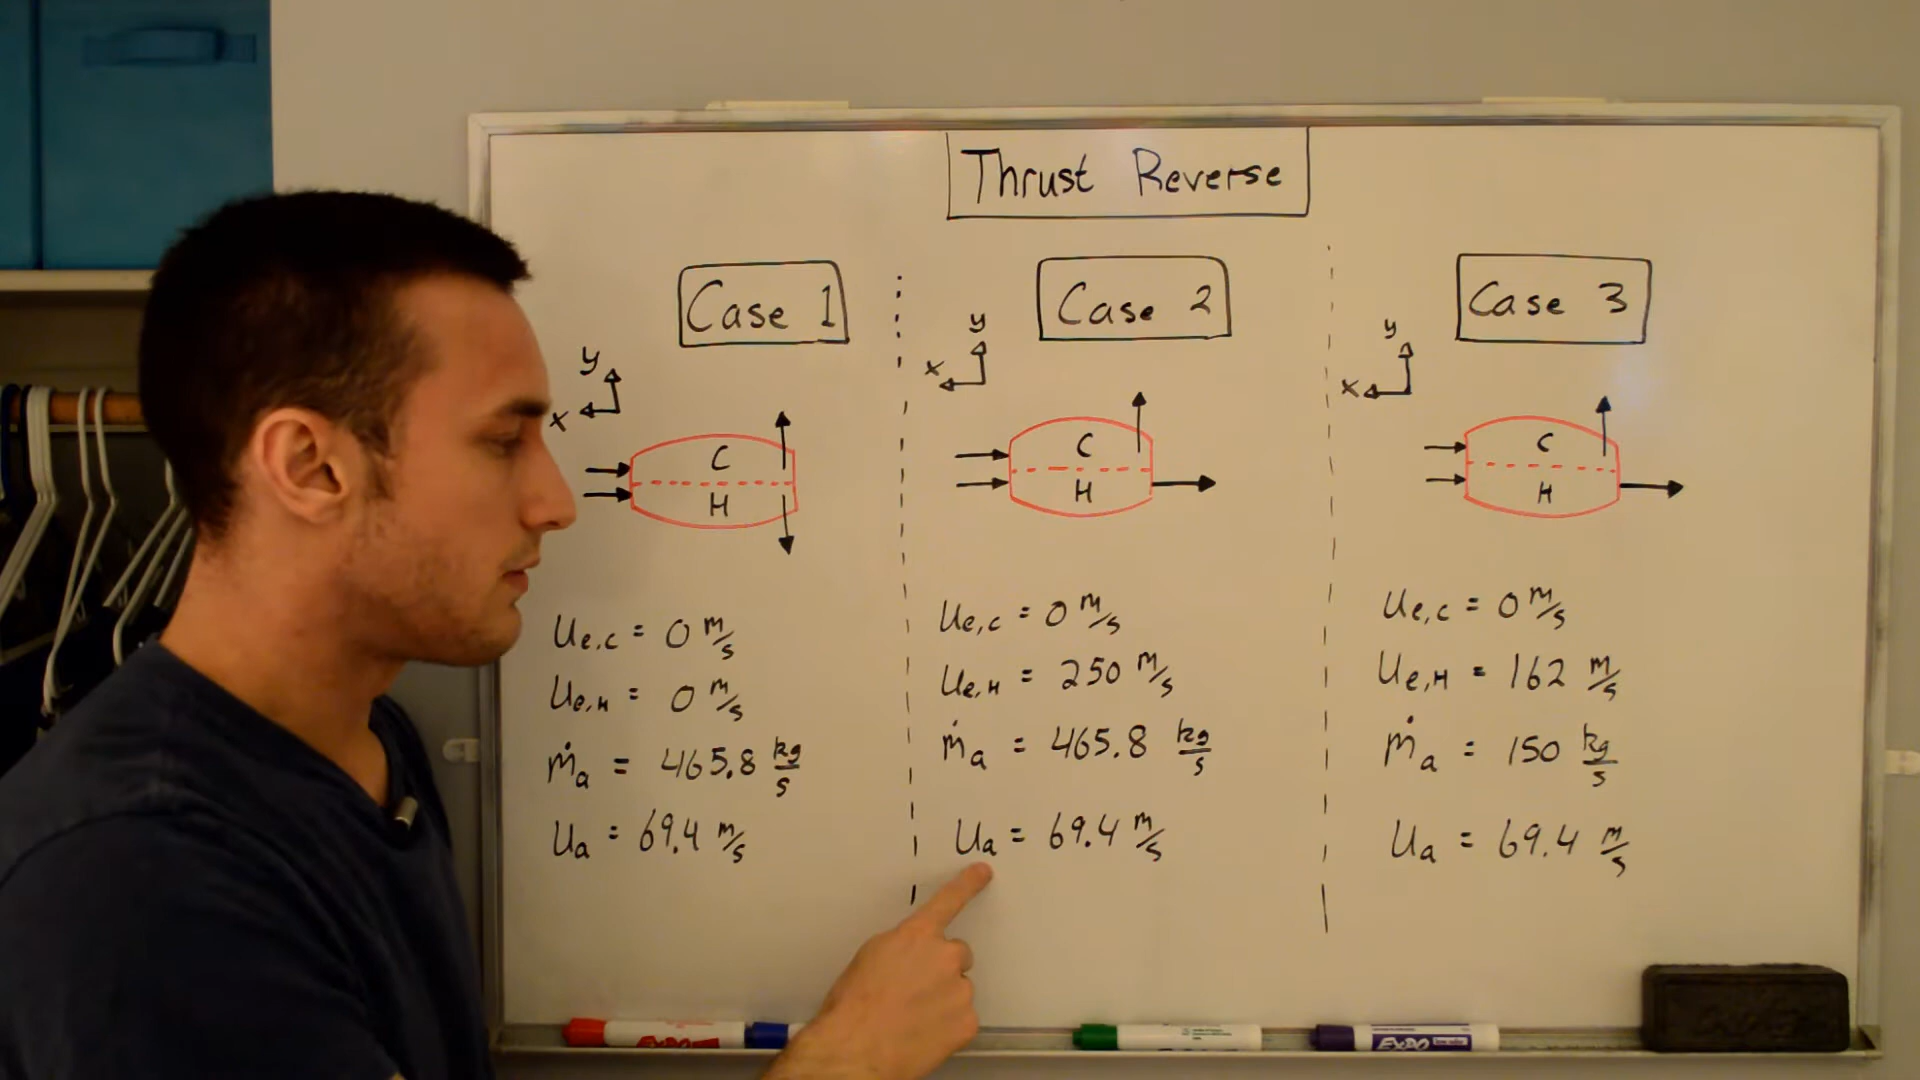 Thrust Reverse
Case 1
y
x
C
H
Ue,c = 0 m/s
Ue,H = 0 m/s
ṁa = 465.8 kg/s
Ua = 69.4 m/s
Case 2
y
x
C
H
Ue,c = 0 m/s
Ue,H = 250 m/s
ṁa = 465.8 kg/s
Ua = 69.4 m/s
Case 3
y
x
C
H
Ue,c = 0 m/s
Ue,H = 162 m/s
ṁa = 150 kg/s
Ua = 69.4 m/s
EXPO
EXPO